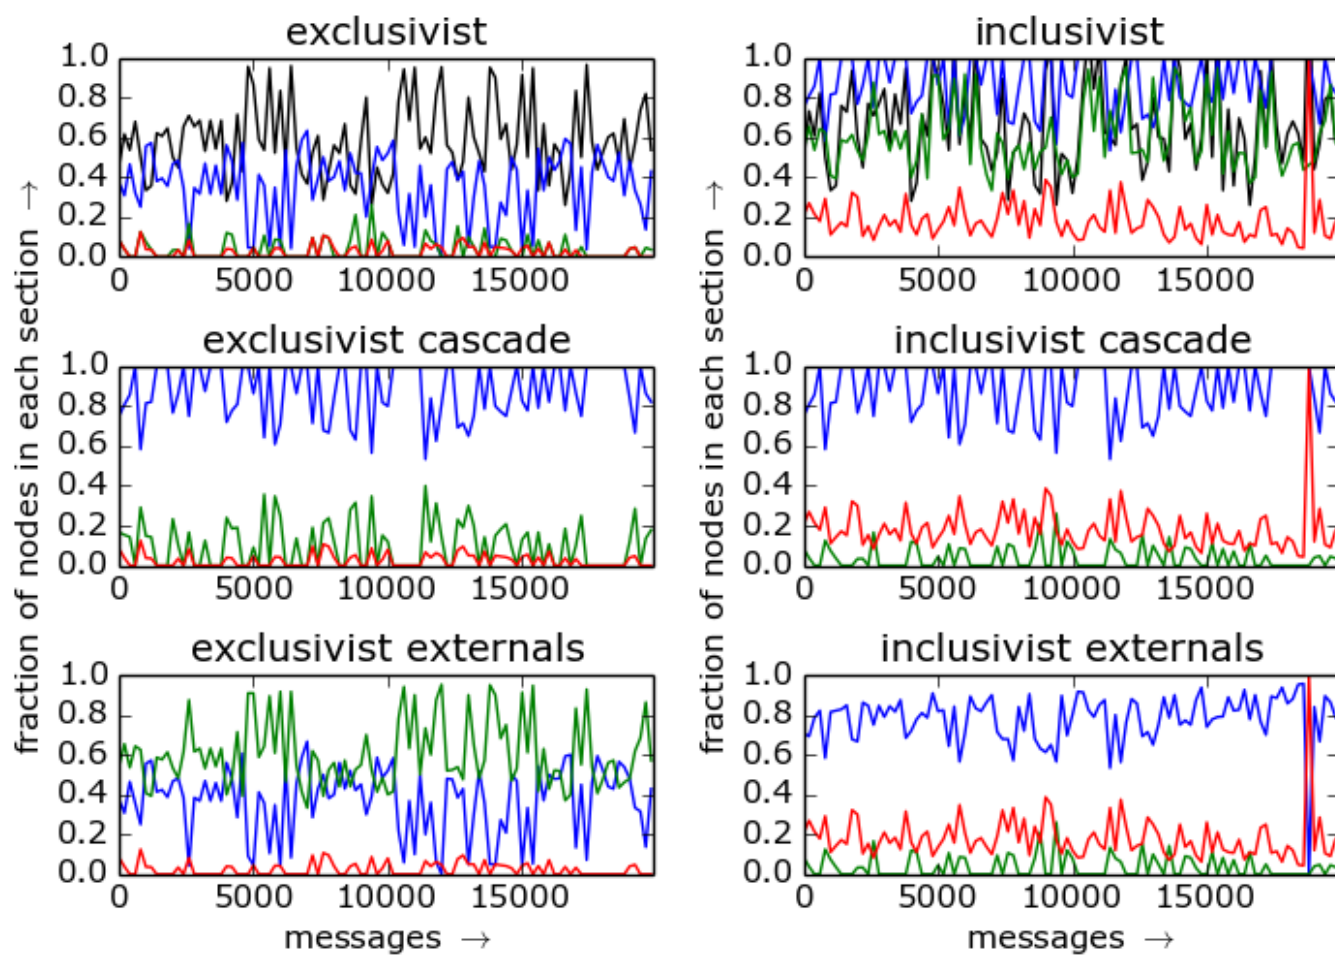 exclusivist
1.0
0.8
0.6
0.4
0.2
0.0
0 5000 10000 15000
inclusivist
1.0
0.8
0.6
0.4
0.2
0.0
0 5000 10000 15000
exclusivist cascade
1.0
0.8
0.6
0.4
0.2
0.0
0 5000 10000 15000
inclusivist cascade
1.0
0.8
0.6
0.4
0.2
0.0
0 5000 10000 15000
exclusivist externals
1.0
0.8
0.6
0.4
0.2
0.0
0 5000 10000 15000
inclusivist externals
1.0
0.8
0.6
0.4
0.2
0.0
0 5000 10000 15000
fraction of nodes in each section →
fraction of nodes in each section →
messages →
messages →